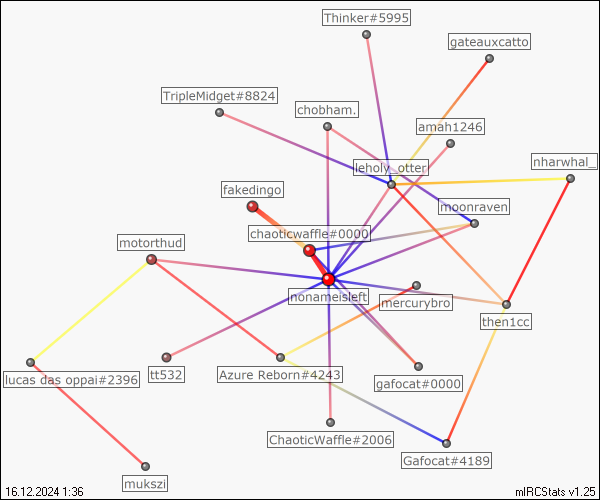 Thinker#5995
gateauxcatto
TripleMidget#8824
chobham.
amah1246
leholy_otter
nharwhal_
fakedingo
moonraven
chaoticwaffle#0000
motorthud
nonameisleft
mercurybro
then1cc
lucas das oppai#2396
tt532
Azure Reborn#4243
gafocat#0000
ChaoticWaffle#2006
Gafocat#4189
mukszi
16.12.2024 1:36
mIRCStats v1.25